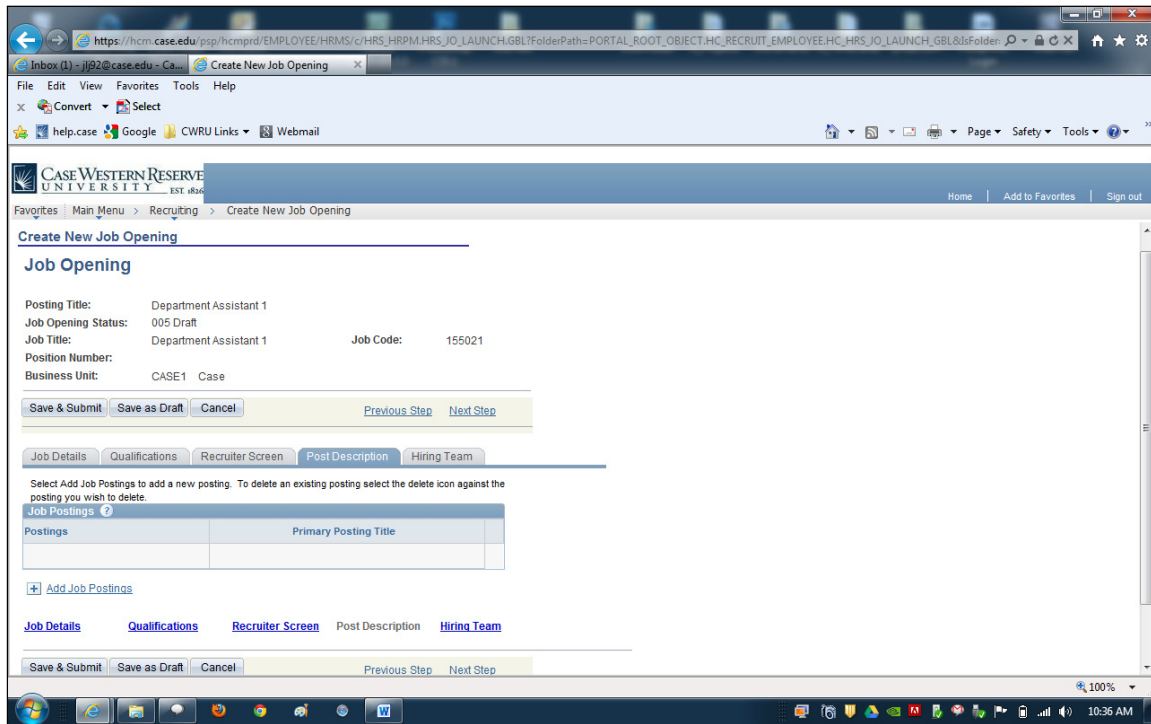 https://hcm.case.edu/psp/hcmprd/EMPLOYEE/HRMS/c/HRS_HRPM.HRS_JO_LAUNCH.GBL?FolderPath=PORTAL_ROOT_OBJECT.HC_RECRUIT_EMPLOYEE.HC_HRS_JO_LAUNCH_GBL&IsFolder
Inbox (1) - jlj92@case.edu - Ca... Create New Job Opening
File Edit View Favorites Tools Help
Convert Select
help.case Google CWRU Links Webmail Page Safety Tools
CASE WESTERN RESERVE
UNIVERSITY EST. 1826
Home | Add to Favorites | Sign out
Favorites Main Menu > Recruiting > Create New Job Opening
Create New Job Opening
Job Opening
Posting Title: Department Assistant 1
Job Opening Status: 005 Draft
Job Title: Department Assistant 1 Job Code: 155021
Position Number:
Business Unit: CASE1 Case
Save & Submit Save as Draft Cancel Previous Step Next Step
Job Details Qualifications Recruiter Screen Post Description Hiring Team
Select Add Job Postings to add a new posting. To delete an existing posting select the delete icon against the
posting you wish to delete.
Job Postings ?
Postings Primary Posting Title
Add Job Postings
Job Details Qualifications Recruiter Screen Post Description Hiring Team
Save & Submit Save as Draft Cancel Previous Step Next Step
100%
10:36 AM